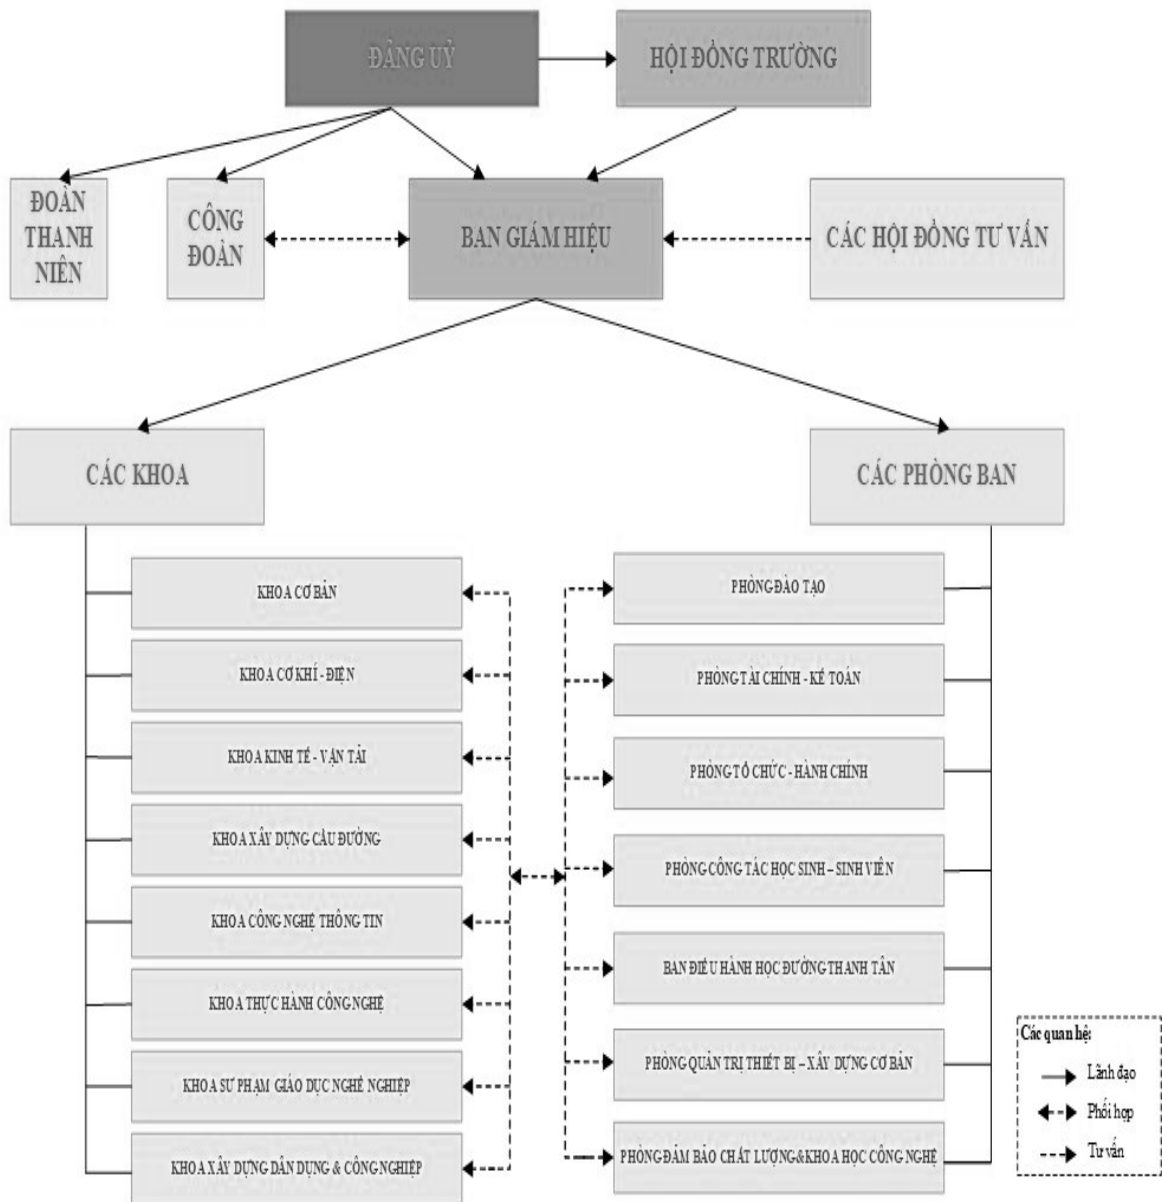 ĐẢNG UỶ
HỘI ĐỒNG TRƯỜNG
ĐOÀN
THANH
NIÊN
CÔNG
ĐOÀN
BAN GIÁM HIỆU
CÁC HỘI ĐỒNG TƯ VẤN
CÁC KHOA
CÁC PHÒNG BAN
KHOA CƠ BẢN
KHOA CƠ KHÍ - ĐIỆN
KHOA KINH TẾ - VẬN TẢI
KHOA XÂY DỰNG CẦU ĐƯỜNG
KHOA CÔNG NGHỆ THÔNG TIN
KHOA THỰC HÀNH CÔNG NGHỆ
KHOA SƯ PHẠM GIÁO DỤC NGHỀ NGHIỆP
KHOA XÂY DỰNG DÂN DỤNG & CÔNG NGHIỆP
PHÒNG ĐÀO TẠO
PHÒNG TÀI CHÍNH - KẾ TOÁN
PHÒNG TỔ CHỨC - HÀNH CHÍNH
PHÒNG CÔNG TÁC HỌC SINH – SINH VIÊN
BAN ĐIỀU HÀNH HỌC ĐƯỜNG THANH TÂN
PHÒNG QUẢN TRỊ THIẾT BỊ – XÂY DỰNG CƠ BẢN
PHÒNG ĐẢM BẢO CHẤT LƯỢNG&KHOA HỌC CÔNG NGHỆ
Các quan hệ:
Lãnh đạo
Phối hợp
Tư vấn